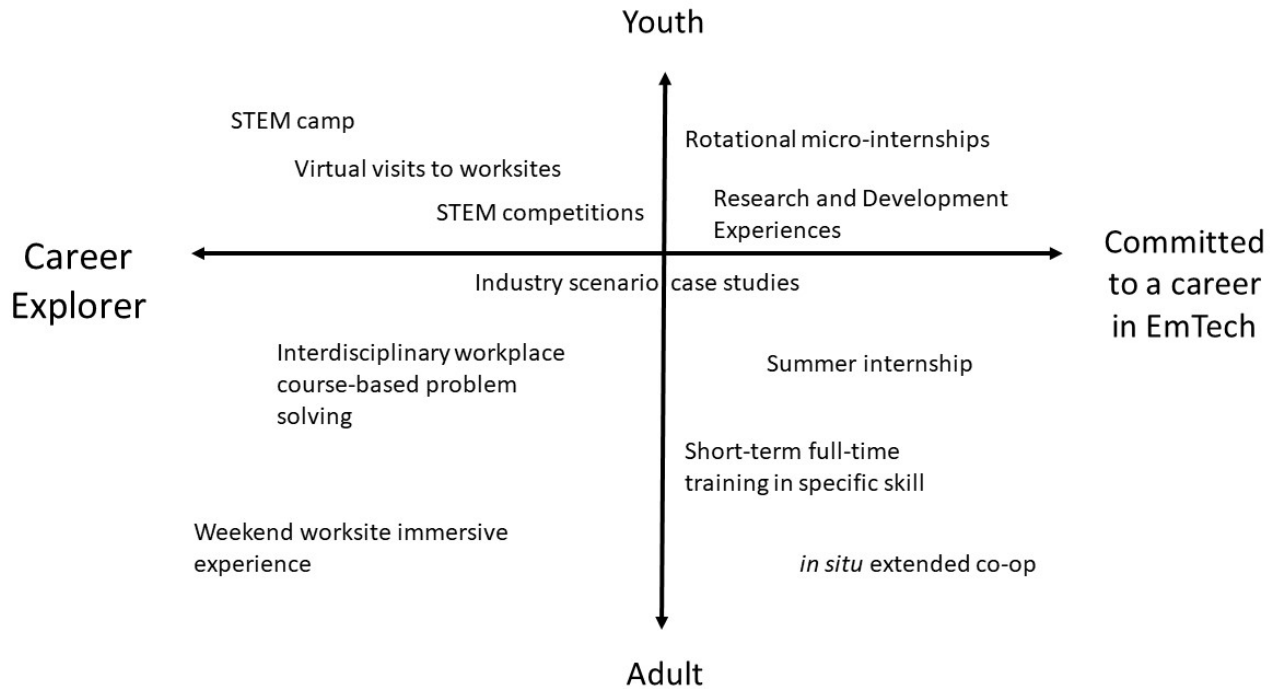 Youth
STEM camp
Virtual visits to worksites
STEM competitions
Rotational micro-internships
Research and Development
Experiences
Career
Explorer
Committed
to a career
in EmTech
Industry scenario case studies
Interdisciplinary workplace
course-based problem
solving
Summer internship
Short-term full-time
training in specific skill
Weekend worksite immersive
experience
in situ extended co-op
Adult